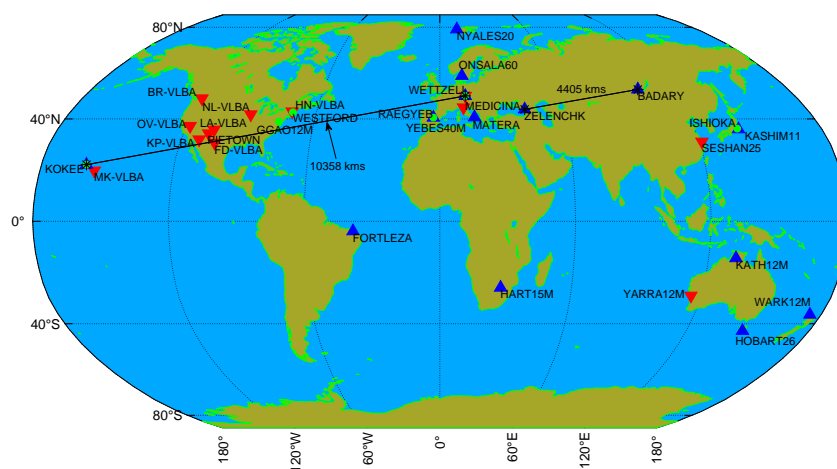 80°N
NYALES20
ONSALA60
BR-VLBA
NL-VLBA
HN-VLBA
WETTZELL
4405 kms
BADARY
OV-VLBA
LA-VLBA
WESTFORD
RAEGYEB
MEDICINA
ZELENCHK
ISHIOKA
40°N
GGAO12M
YEBES40M
MATERA
KASHIM11
KP-VLBA
PIETOWN
FD-VLBA
SESHAN25
10358 kms
KOKEE
MK-VLBA
0°
FORTLEZA
KATH12M
HART15M
YARRA12M
WARK12M
40°S
HOBART26
80°S
180°
120°W
60°W
0°
60°E
120°E
180°